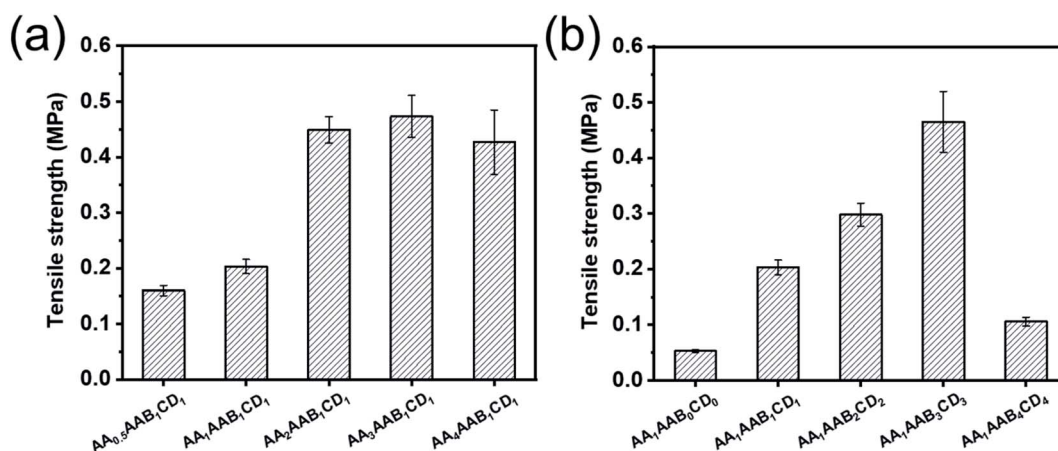 (a)
0.6
0.5
0.4
0.3
0.2
0.1
0.0
Tensile strength (MPa)
AA₀.₅AAB₁CD₁
AA₁AAB₁CD₁
AA₂AAB₁CD₁
AA₃AAB₁CD₁
AA₄AAB₁CD₁
(b)
0.6
0.5
0.4
0.3
0.2
0.1
0.0
Tensile strength (MPa)
AA₁AAB₀CD₀
AA₁AAB₁CD₁
AA₁AAB₂CD₂
AA₁AAB₃CD₃
AA₁AAB₄CD₄